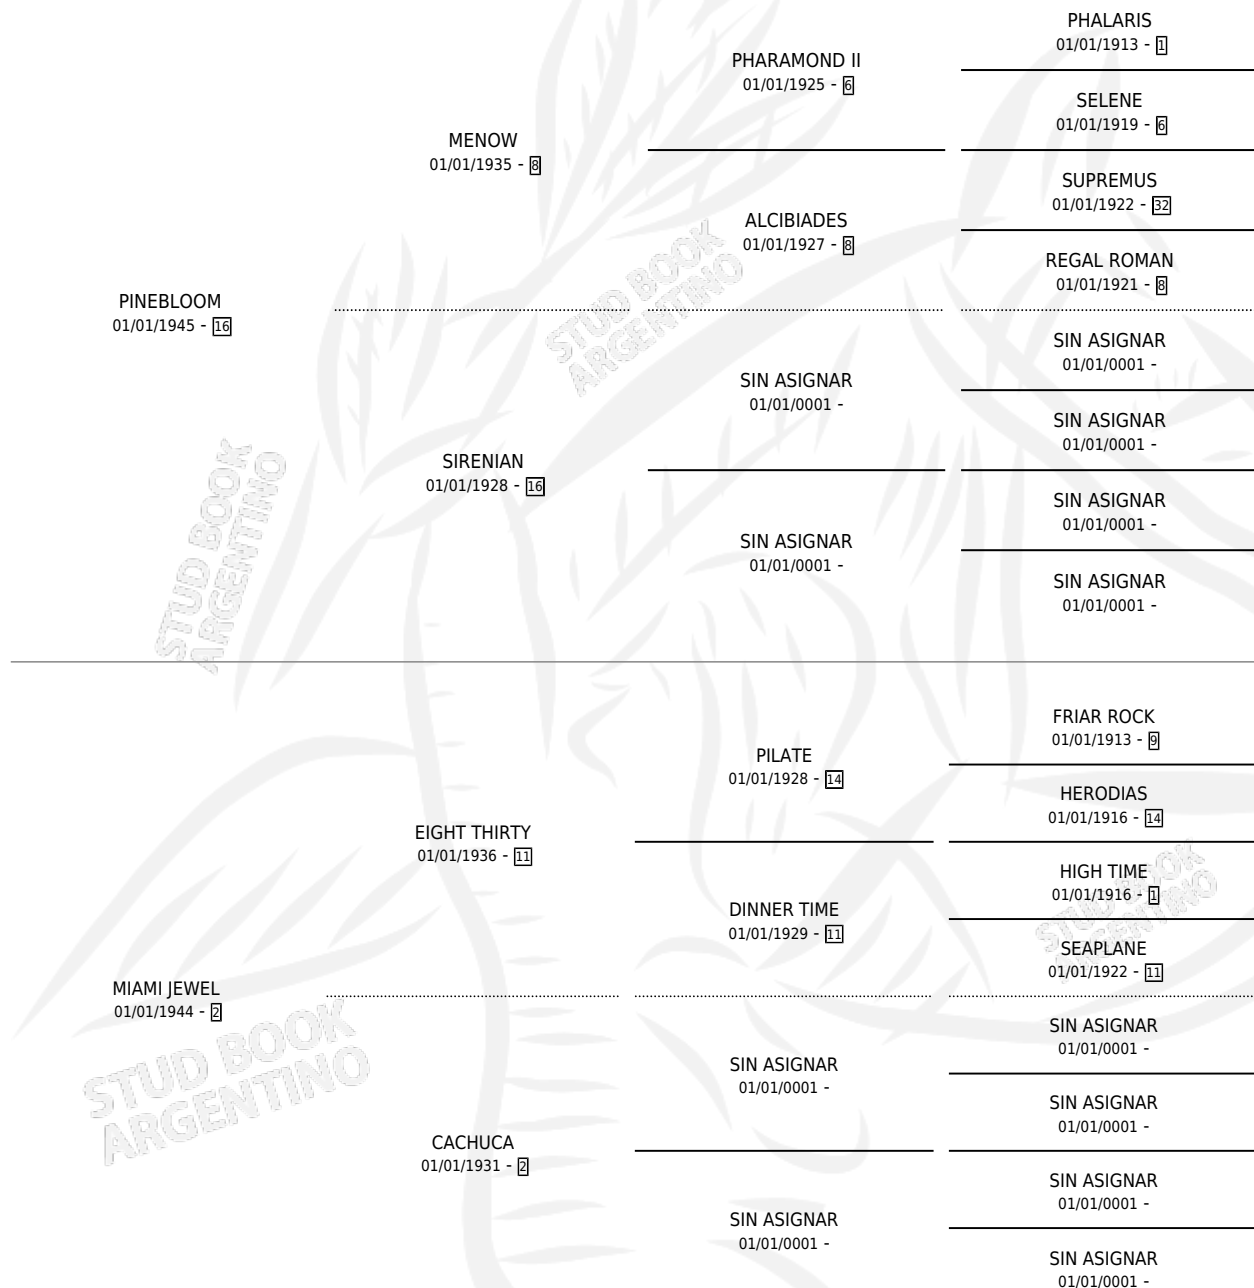 PHALARIS
01/01/1913 - 1
PHARAMOND II
01/01/1925 - 6
SELENE
01/01/1919 - 6
MENOW
01/01/1935 - 8
SUPREMUS
01/01/1922 - 32
ALCIBIADES
01/01/1927 - 8
REGAL ROMAN
01/01/1921 - 8
PINEBLOOM
01/01/1945 - 16
SIN ASIGNAR
01/01/0001 -
SIN ASIGNAR
01/01/0001 -
SIN ASIGNAR
01/01/0001 -
SIRENIAN
01/01/1928 - 16
SIN ASIGNAR
01/01/0001 -
SIN ASIGNAR
01/01/0001 -
SIN ASIGNAR
01/01/0001 -
STUD BOOK
ARGENTINO
STUD BOOK
ARGENTINO
FRIAR ROCK
01/01/1913 - 9
PILATE
01/01/1928 - 14
HERODIAS
01/01/1916 - 14
EIGHT THIRTY
01/01/1936 - 11
HIGH TIME
01/01/1916 - 1
DINNER TIME
01/01/1929 - 11
SEAPLANE
01/01/1922 - 11
MIAMI JEWEL
01/01/1944 - 2
SIN ASIGNAR
01/01/0001 -
SIN ASIGNAR
01/01/0001 -
SIN ASIGNAR
01/01/0001 -
CACHUCA
01/01/1931 - 2
SIN ASIGNAR
01/01/0001 -
SIN ASIGNAR
01/01/0001 -
SIN ASIGNAR
01/01/0001 -
STUD BOOK
ARGENTINO
STUD BOOK
ARGENTINO